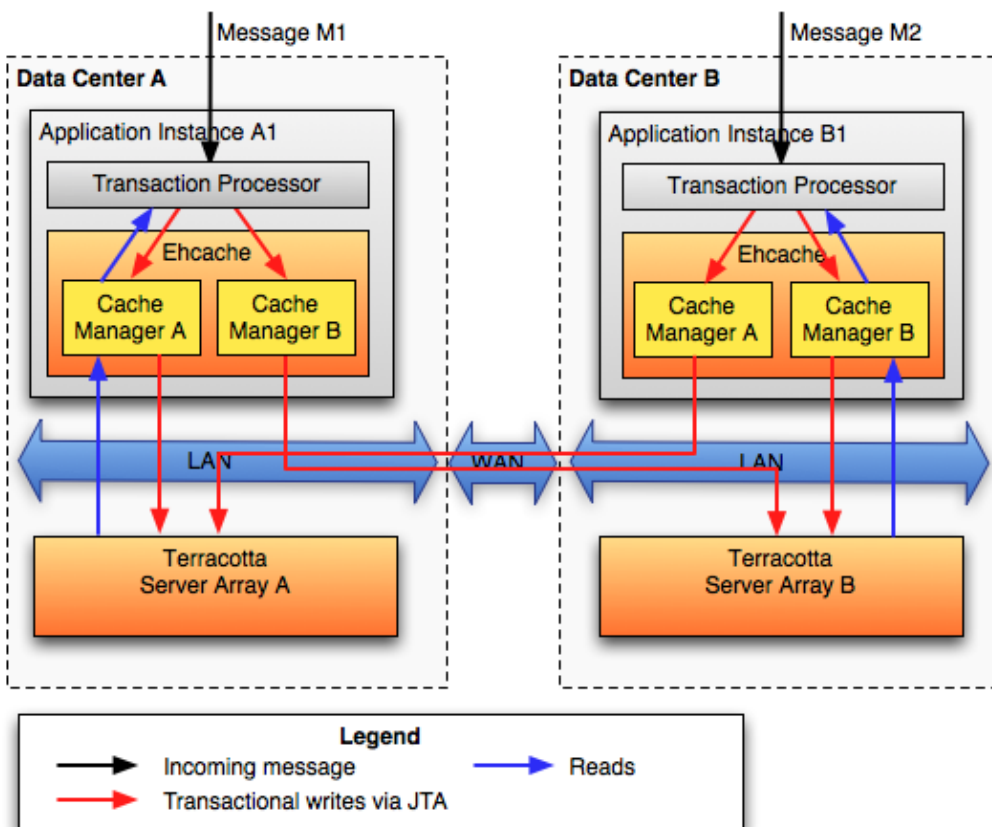 Message M1
Message M2
Data Center A
Data Center B
Application Instance A1
Application Instance B1
Transaction Processor
Transaction Processor
Ehcache
Ehcache
Cache
Manager A
Cache
Manager B
Cache
Manager A
Cache
Manager B
LAN
WAN
LAN
Terracotta
Server Array A
Terracotta
Server Array B
Legend
Incoming message
Reads
Transactional writes via JTA